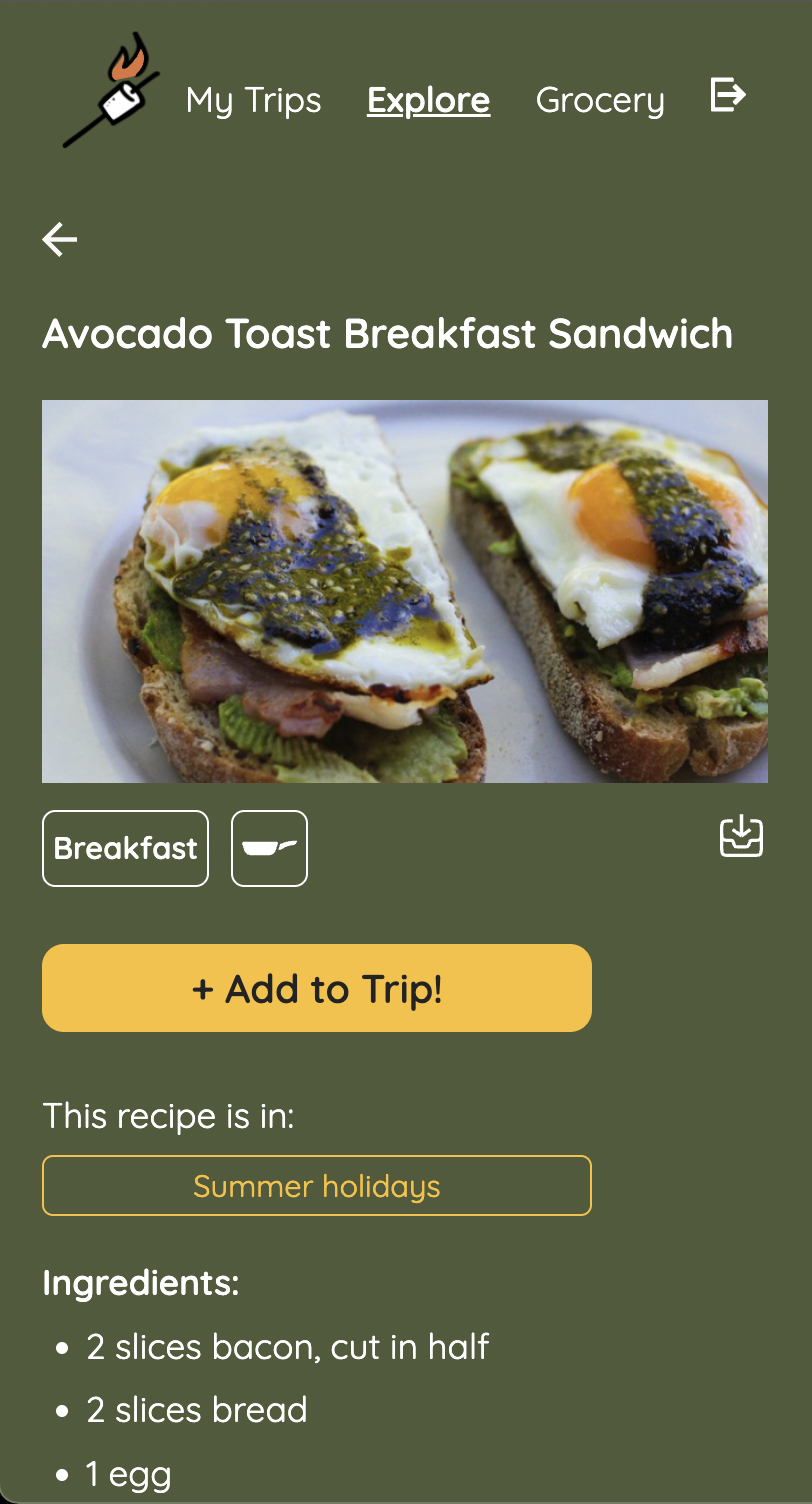 My Trips Explore Grocery
Avocado Toast Breakfast Sandwich
Breakfast
+ Add to Trip!
This recipe is in:
Summer holidays
Ingredients:
• 2 slices bacon, cut in half
• 2 slices bread
• 1 egg